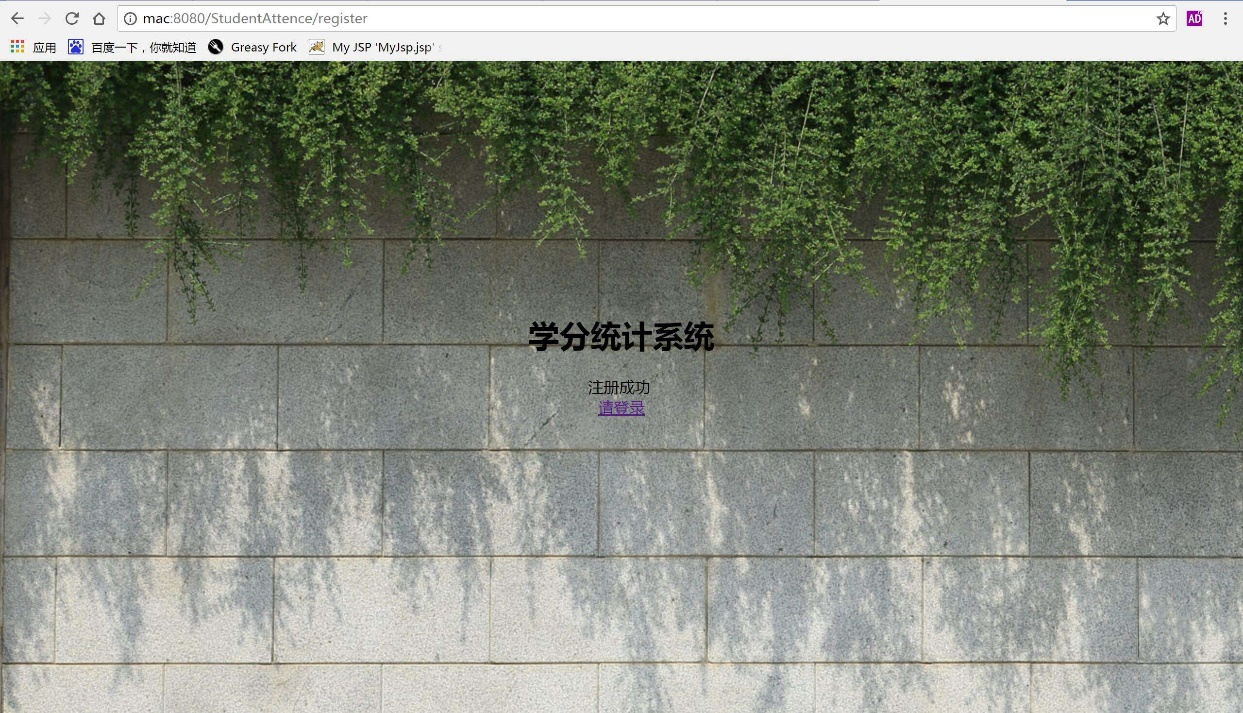 mac:8080/StudentAttence/register
AD
应用 百度一下，你就知道 Greasy Fork My JSP 'MyJsp.jsp'
学分统计系统
注册成功
请登录